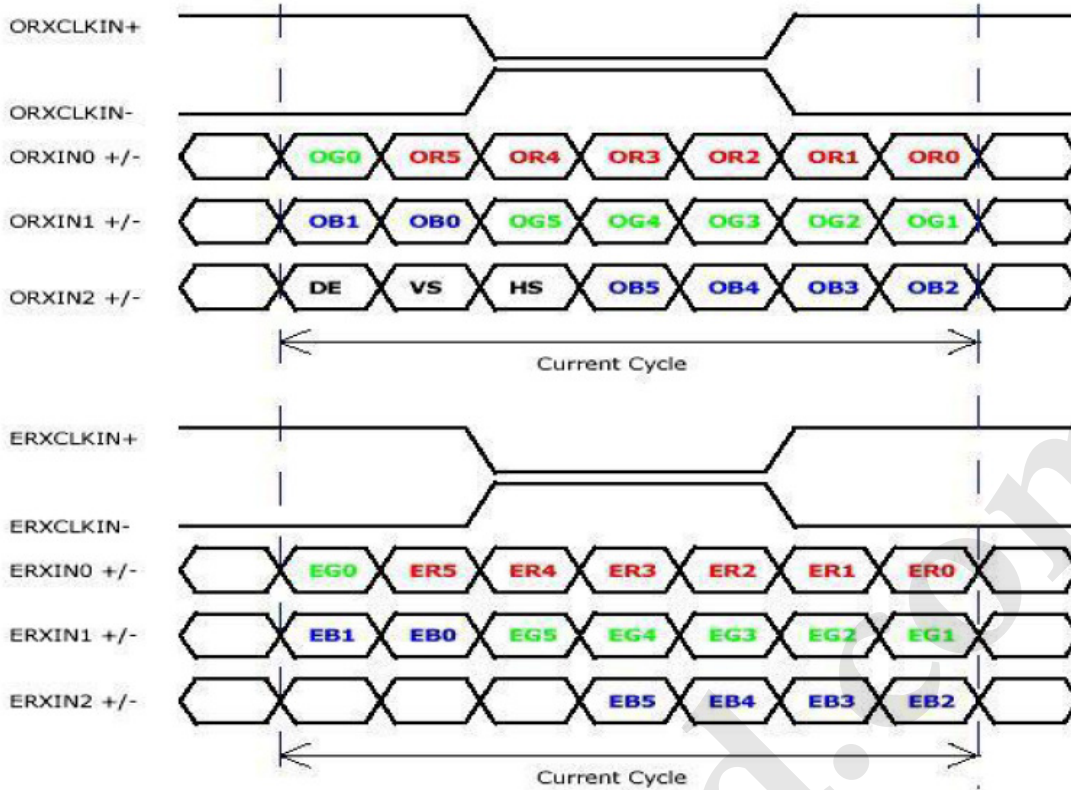 ORXCLKIN+
ORXCLKIN-
ORXIN0 +/- OG0 OR5 OR4 OR3 OR2 OR1 OR0
ORXIN1 +/- OB1 OB0 OG5 OG4 OG3 OG2 OG1
ORXIN2 +/- DE VS HS OB5 OB4 OB3 OB2
Current Cycle
ERXCLKIN+
ERXCLKIN-
ERXIN0 +/- EG0 ER5 ER4 ER3 ER2 ER1 ER0
ERXIN1 +/- EB1 EB0 EG5 EG4 EG3 EG2 EG1
ERXIN2 +/- EB5 EB4 EB3 EB2
Current Cycle
d.com